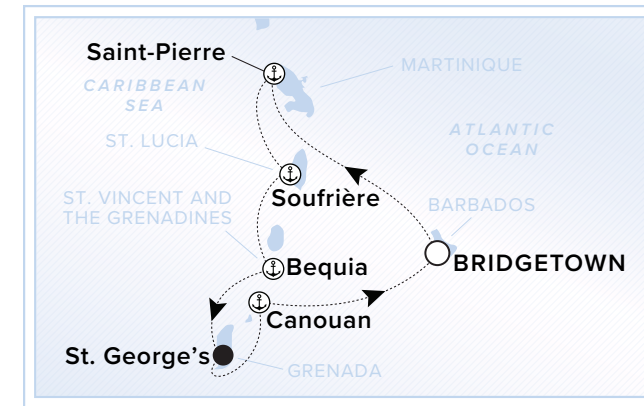 Saint-Pierre
MARTINIQUE
CARIBBEAN
SEA
ATLANTIC
OCEAN
ST. LUCIA
Soufrière
ST. VINCENT AND
THE GRENADINES
BARBADOS
Bequia
BRIDGETOWN
Canouan
St. George’s
GRENADA